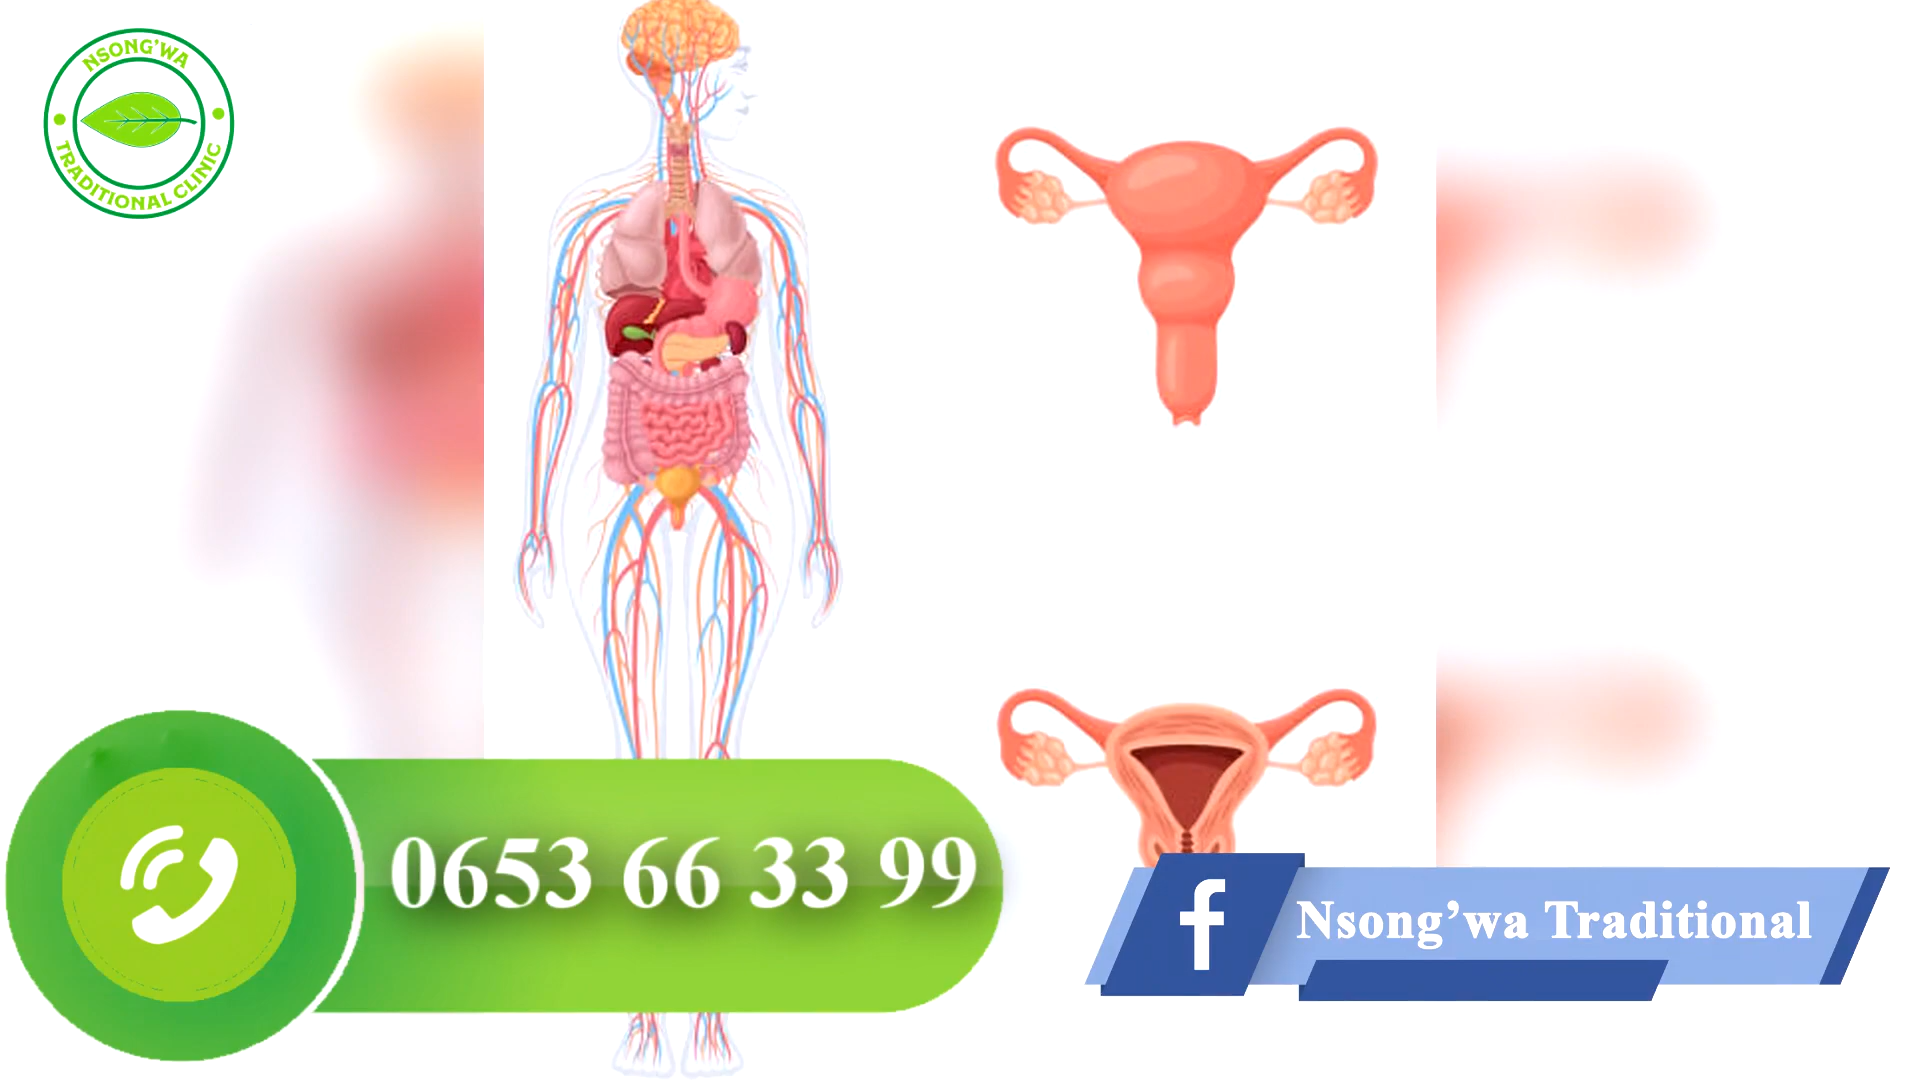 NSONG'WA
TRADITIONAL CLINIC
0653 66 33 99
f
Nsong’wa Traditional